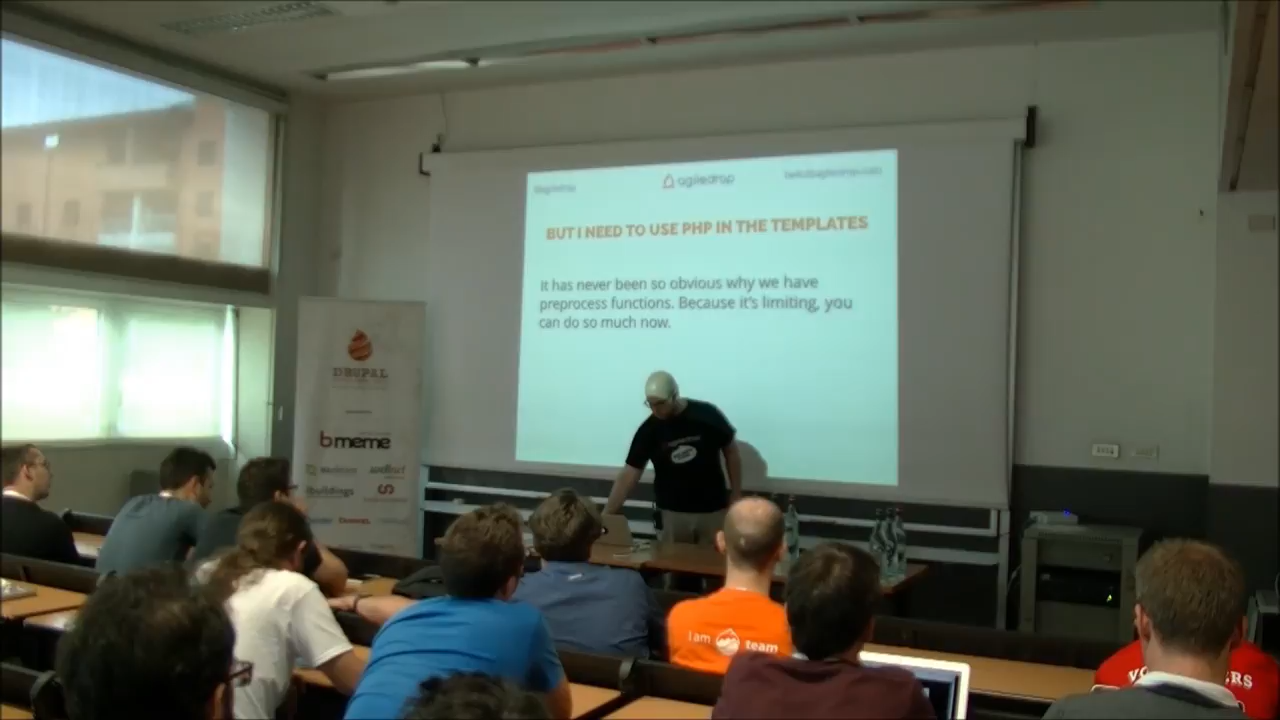 agiledrop
BUT I NEED TO USE PHP IN THE TEMPLATES
It has never been so obvious why we have
preprocess functions. Because it's limiting, you
can do so much now.
DRUPAL
bmeme
ibuildings
I am team